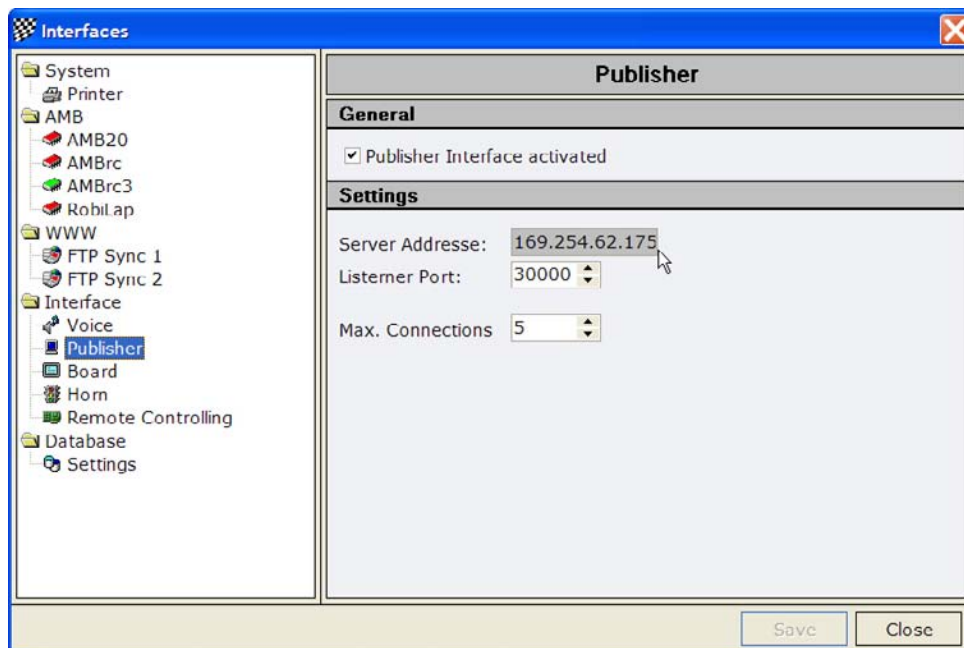 Interfaces
System
Printer
AMB
AMB20
AMBrc
AMBrc3
RobiLap
WWW
FTP Sync 1
FTP Sync 2
Interface
Voice
Publisher
Board
Horn
Remote Controlling
Database
Settings
Publisher
General
Publisher Interface activated
Settings
Server Addresse: 169.254.62.175
Listerner Port: 30000
Max. Connections 5
Save Close